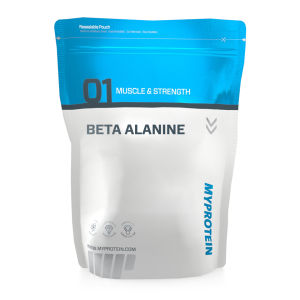 Resealable Pouch
01 MUSCLE & STRENGTH
BETA ALANINE
MYPROTEIN
WWW.MYPROTEIN.COM